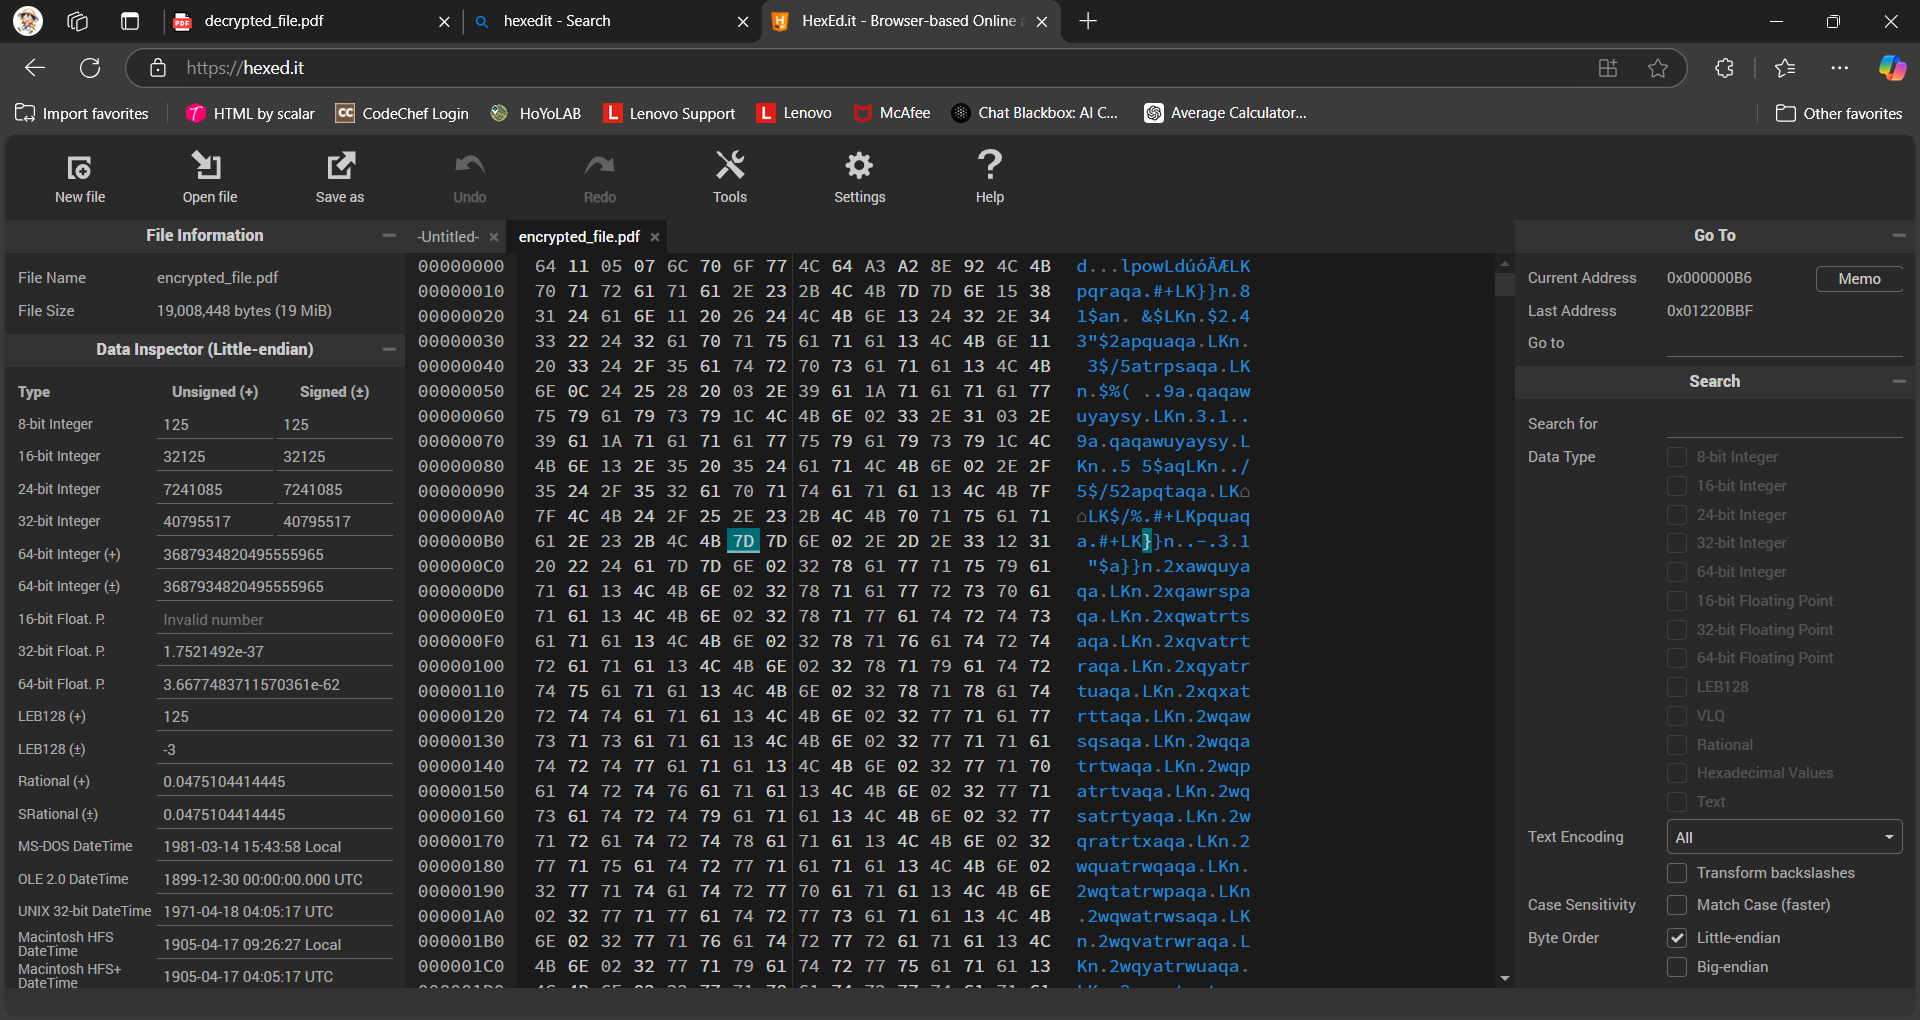 decrypted_file.pdf
hexedit - Search
HexEd.it - Browser-based Online
https://hexed.it
Import favorites
HTML by scalar
CodeChef Login
HoYoLAB
Lenovo Support
Lenovo
McAfee
Chat Blackbox: AI C...
Average Calculator...
Other favorites
New file
Open file
Save as
Undo
Redo
Tools
Settings
Help
File Information
File Name encrypted_file.pdf
File Size 19,008,448 bytes (19 MiB)
Data Inspector (Little-endian)
Type Unsigned (+) Signed (±)
8-bit Integer 125 125
16-bit Integer 32125 32125
24-bit Integer 7241085 7241085
32-bit Integer 40795517 40795517
64-bit Integer (+) 3687934820495555965
64-bit Integer (±) 3687934820495555965
16-bit Float. P. Invalid number
32-bit Float. P. 1.7521492e-37
64-bit Float. P. 3.6677483711570361e-62
LEB128 (+) 125
LEB128 (±) -3
Rational (+) 0.0475104414445
SRational (±) 0.0475104414445
MS-DOS DateTime 1981-03-14 15:43:58 Local
OLE 2.0 DateTime 1899-12-30 00:00:00.000 UTC
UNIX 32-bit DateTime 1971-04-18 04:05:17 UTC
Macintosh HFS DateTime 1905-04-17 09:26:27 Local
Macintosh HFS+ DateTime 1905-04-17 04:05:17 UTC
-Untitled-
encrypted_file.pdf
00000000 64 11 05 07 6C 70 6F 77 4C 64 A3 A2 8E 92 4C 4B d...lpowLdúóÄÆLK
00000010 70 71 72 61 71 61 2E 23 2B 4C 4B 7D 7D 6E 15 38 pqraqa.#+LK}}n.8
00000020 31 24 61 6E 11 20 26 24 4C 4B 6E 13 24 32 2E 34 1$an. &$LKn.$2.4
00000030 33 22 24 32 61 70 71 75 61 71 61 13 4C 4B 6E 11 3"$2apquaqa.LKn.
00000040 20 33 24 2F 35 61 74 72 70 73 61 71 61 13 4C 4B  3$/5atrpsaqa.LK
00000050 6E 0C 24 25 28 20 03 2E 39 61 1A 71 61 71 61 77 n.$%( ..9a.qaqaw
00000060 75 79 61 79 73 79 1C 4C 4B 6E 02 33 2E 31 03 2E uyaysy.LKn.3.1..
00000070 39 61 1A 71 61 71 61 77 75 79 61 79 73 79 1C 4C 9a.qaqawuyaysy.L
00000080 4B 6E 13 2E 35 20 35 24 61 71 4C 4B 6E 02 2E 2F Kn..5 5$aqLKn../
00000090 35 24 2F 35 32 61 70 71 74 61 71 61 13 4C 4B 7F 5$/52apqtaqa.LK⌂
000000A0 7F 4C 4B 24 2F 25 2E 23 2B 4C 4B 70 71 75 61 71 ⌂LK$/%.#+LKpquaq
000000B0 61 2E 23 2B 4C 4B 7D 7D 6E 02 2E 2D 2E 33 12 31 a.#+LK}}n..-.3.1
000000C0 20 22 24 61 7D 7D 6E 02 32 78 61 77 71 75 79 61  "$a}}n.2xawquya
000000D0 71 61 13 4C 4B 6E 02 32 78 71 61 77 72 73 70 61 qa.LKn.2xqawrspa
000000E0 71 61 13 4C 4B 6E 02 32 78 71 77 61 74 72 74 73 qa.LKn.2xqwatrts
000000F0 61 71 61 13 4C 4B 6E 02 32 78 71 76 61 74 72 74 aqa.LKn.2xqvatrt
00000100 72 61 71 61 13 4C 4B 6E 02 32 78 71 79 61 74 72 raqa.LKn.2xqyatr
00000110 74 75 61 71 61 13 4C 4B 6E 02 32 78 71 78 61 74 tuaqa.LKn.2xqxat
00000120 72 74 74 61 71 61 13 4C 4B 6E 02 32 77 71 61 77 rttaqa.LKn.2wqaw
00000130 73 71 73 61 71 61 13 4C 4B 6E 02 32 77 71 71 61 sqsaqa.LKn.2wqqa
00000140 74 72 74 77 61 71 61 13 4C 4B 6E 02 32 77 71 70 trtwaqa.LKn.2wqp
00000150 61 74 72 74 76 61 71 61 13 4C 4B 6E 02 32 77 71 atrtvaqa.LKn.2wq
00000160 73 61 74 72 74 79 61 71 61 13 4C 4B 6E 02 32 77 satrtyaqa.LKn.2w
00000170 71 72 61 74 72 74 78 61 71 61 13 4C 4B 6E 02 32 qratrtxaqa.LKn.2
00000180 77 71 75 61 74 72 77 71 61 71 61 13 4C 4B 6E 02 wquatrwqaqa.LKn.
00000190 32 77 71 74 61 74 72 77 70 61 71 61 13 4C 4B 6E 2wqtatrwpaqa.LKn
000001A0 02 32 77 71 77 61 74 72 77 73 61 71 61 13 4C 4B .2wqwatrwsaqa.LK
000001B0 6E 02 32 77 71 76 61 74 72 77 72 61 71 61 13 4C n.2wqvatrwraqa.L
000001C0 4B 6E 02 32 77 71 79 61 74 72 77 75 61 71 61 13 Kn.2wqyatrwuaqa.
Go To
Current Address 0x000000B6 Memo
Last Address 0x01220BBF
Go to
Search
Search for
Data Type 8-bit Integer
16-bit Integer
24-bit Integer
32-bit Integer
64-bit Integer
16-bit Floating Point
32-bit Floating Point
64-bit Floating Point
LEB128
VLQ
Rational
Hexadecimal Values
Text
Text Encoding All
Transform backslashes
Case Sensitivity Match Case (faster)
Byte Order Little-endian
Big-endian